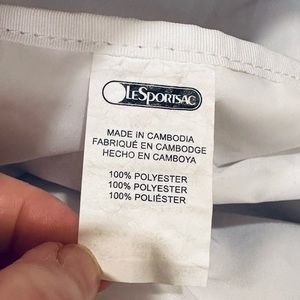 LESPORTSAC
MADE IN CAMBODIA
FABRIQUÉ EN CAMBODGE
HECHO EN CAMBOYA
100% POLYESTER
100% POLYESTER
100% POLIÉSTER